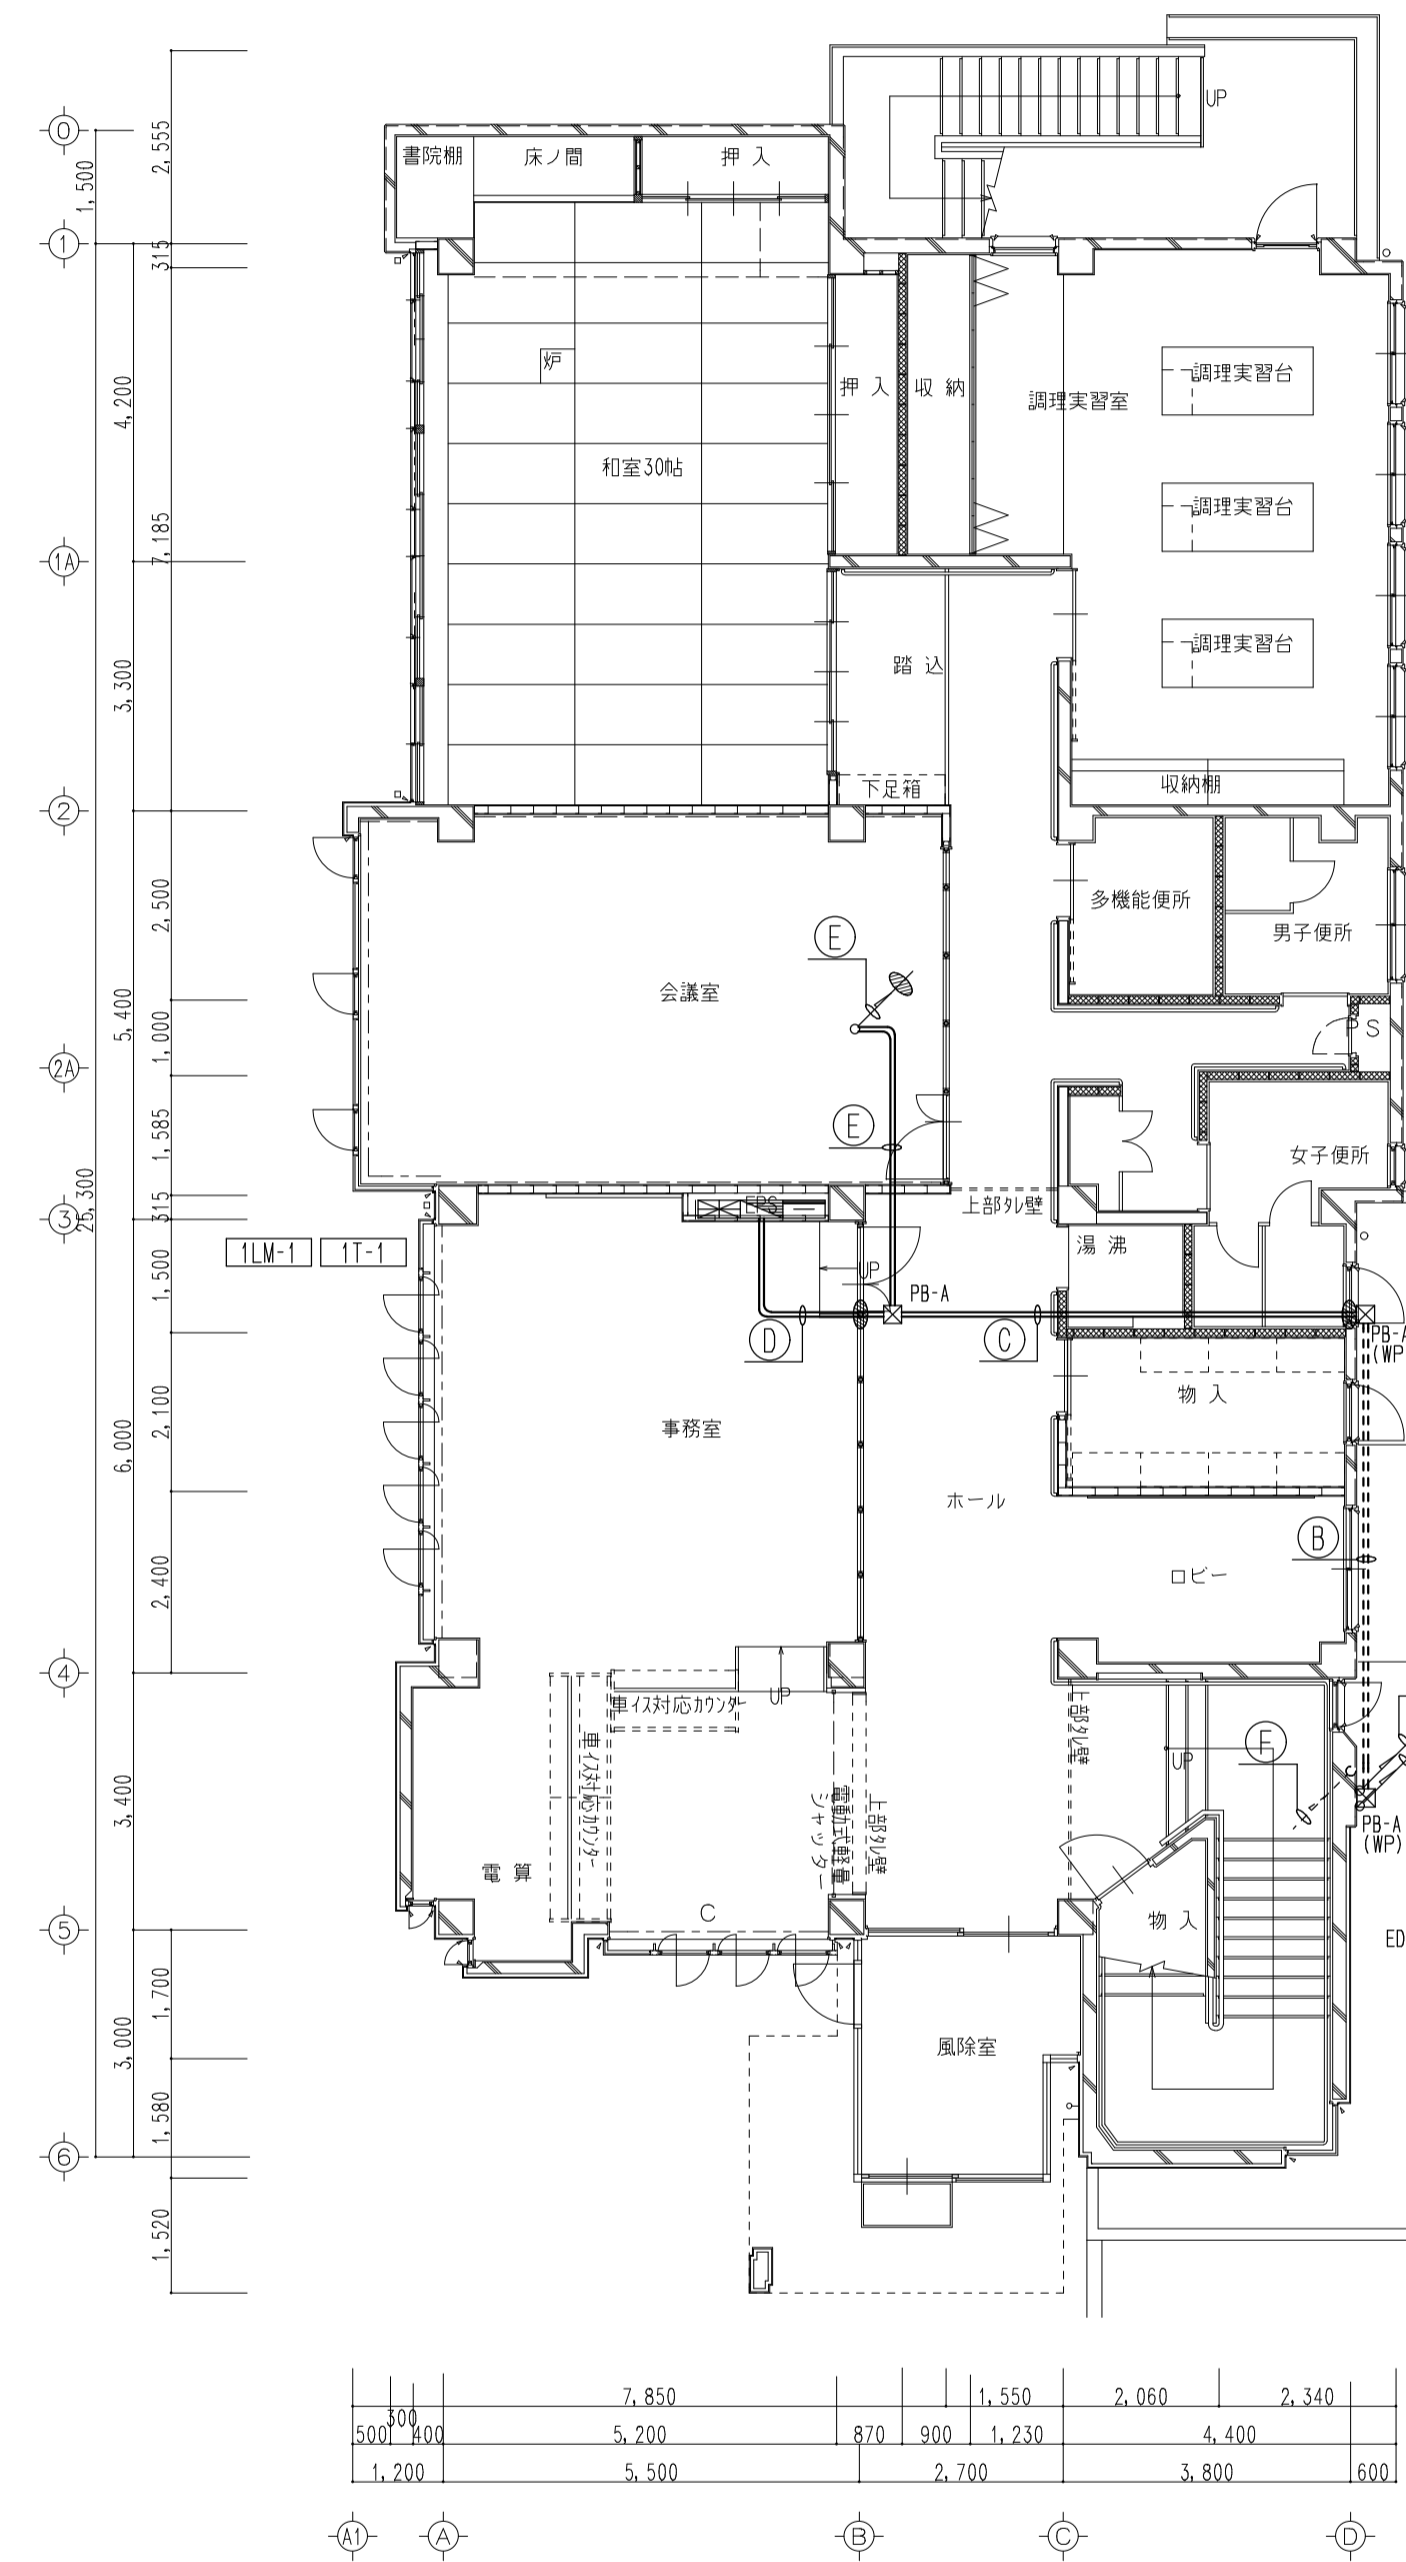 UP
0
書院棚
床ノ間
押 入
2,555
1,500
1
315
炉
調理実習台
押 入
収 納
調理実習室
4,200
和室30帖
調理実習台
7,185
1A
調理実習台
踏 込
3,300
下足箱
収納棚
2
2,500
多機能便所
男子便所
E
会議室
5,400
1,000
PS
2A
E
1,585
女子便所
25,300
315
3
EPS
上部タレ壁
1LM-1
1T-1
湯 沸
1,500
UP
PB-A
D
C
PB-A
(WP
2,100
物 入
6,000
事務室
ホール
B
2,400
ロビー
4
車イス対応カウンター
UP
上部タレ壁
F
UP
車イス対応カウンター
3,400
電動式軽量
シャッター
上部タレ壁
PB-A
(WP)
電 算
C
5
物 入
ED
1,700
3,000
風除室
1,580
6
1,520
7,850
1,550
2,060
2,340
300
500
400
5,200
870
900
1,230
4,400
1,200
5,500
2,700
3,800
600
A1
A
B
C
D